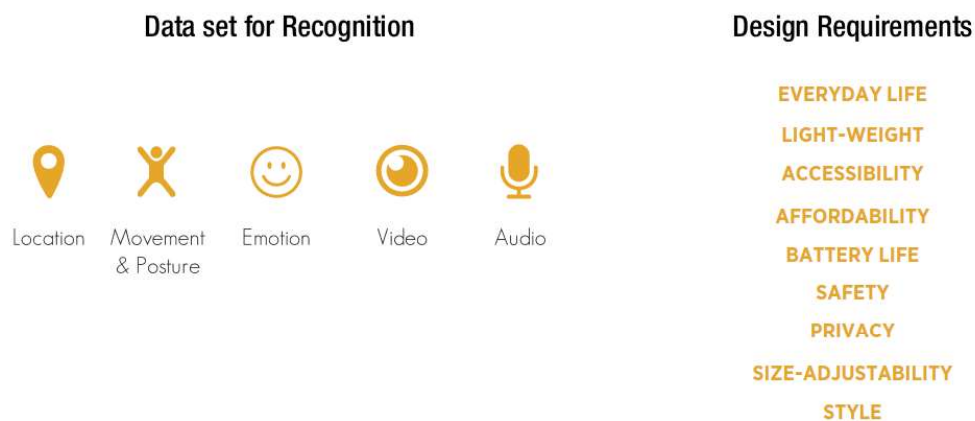 Data set for Recognition
Location
Movement
& Posture
Emotion
Video
Audio
Design Requirements
EVERYDAY LIFE
LIGHT-WEIGHT
ACCESSIBILITY
AFFORDABILITY
BATTERY LIFE
SAFETY
PRIVACY
SIZE-ADJUSTABILITY
STYLE